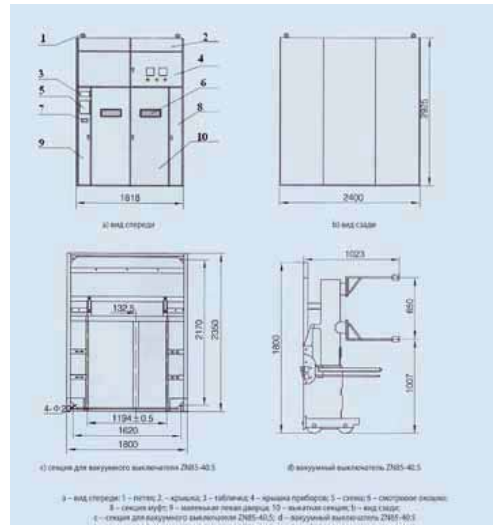 1
2
3
4
5
6
7
8
9
10
1818
а) вид спереди
2925
2400
b) вид сзади
132.5
2170
2350
4-Ф20
1194 ± 0.5
1620
1800
с) секция для вакуумного выключателя ZN85-40.5
1023
1800
650
1007
d) вакуумный выключатель ZN85-40.5
а – вид спереди: 1 – петля; 2 – крышка; 3 – табличка; 4 – крышка приборов; 5 – схема; 6 – смотровое окошко;
8 – секция муфт; 9 – маленькая левая дверца; 10 – выкатная секция; b – вид сзади;
с – секция для вакуумного выключателя ZN85-40,5; d – вакуумный выключатель ZN85-40.5